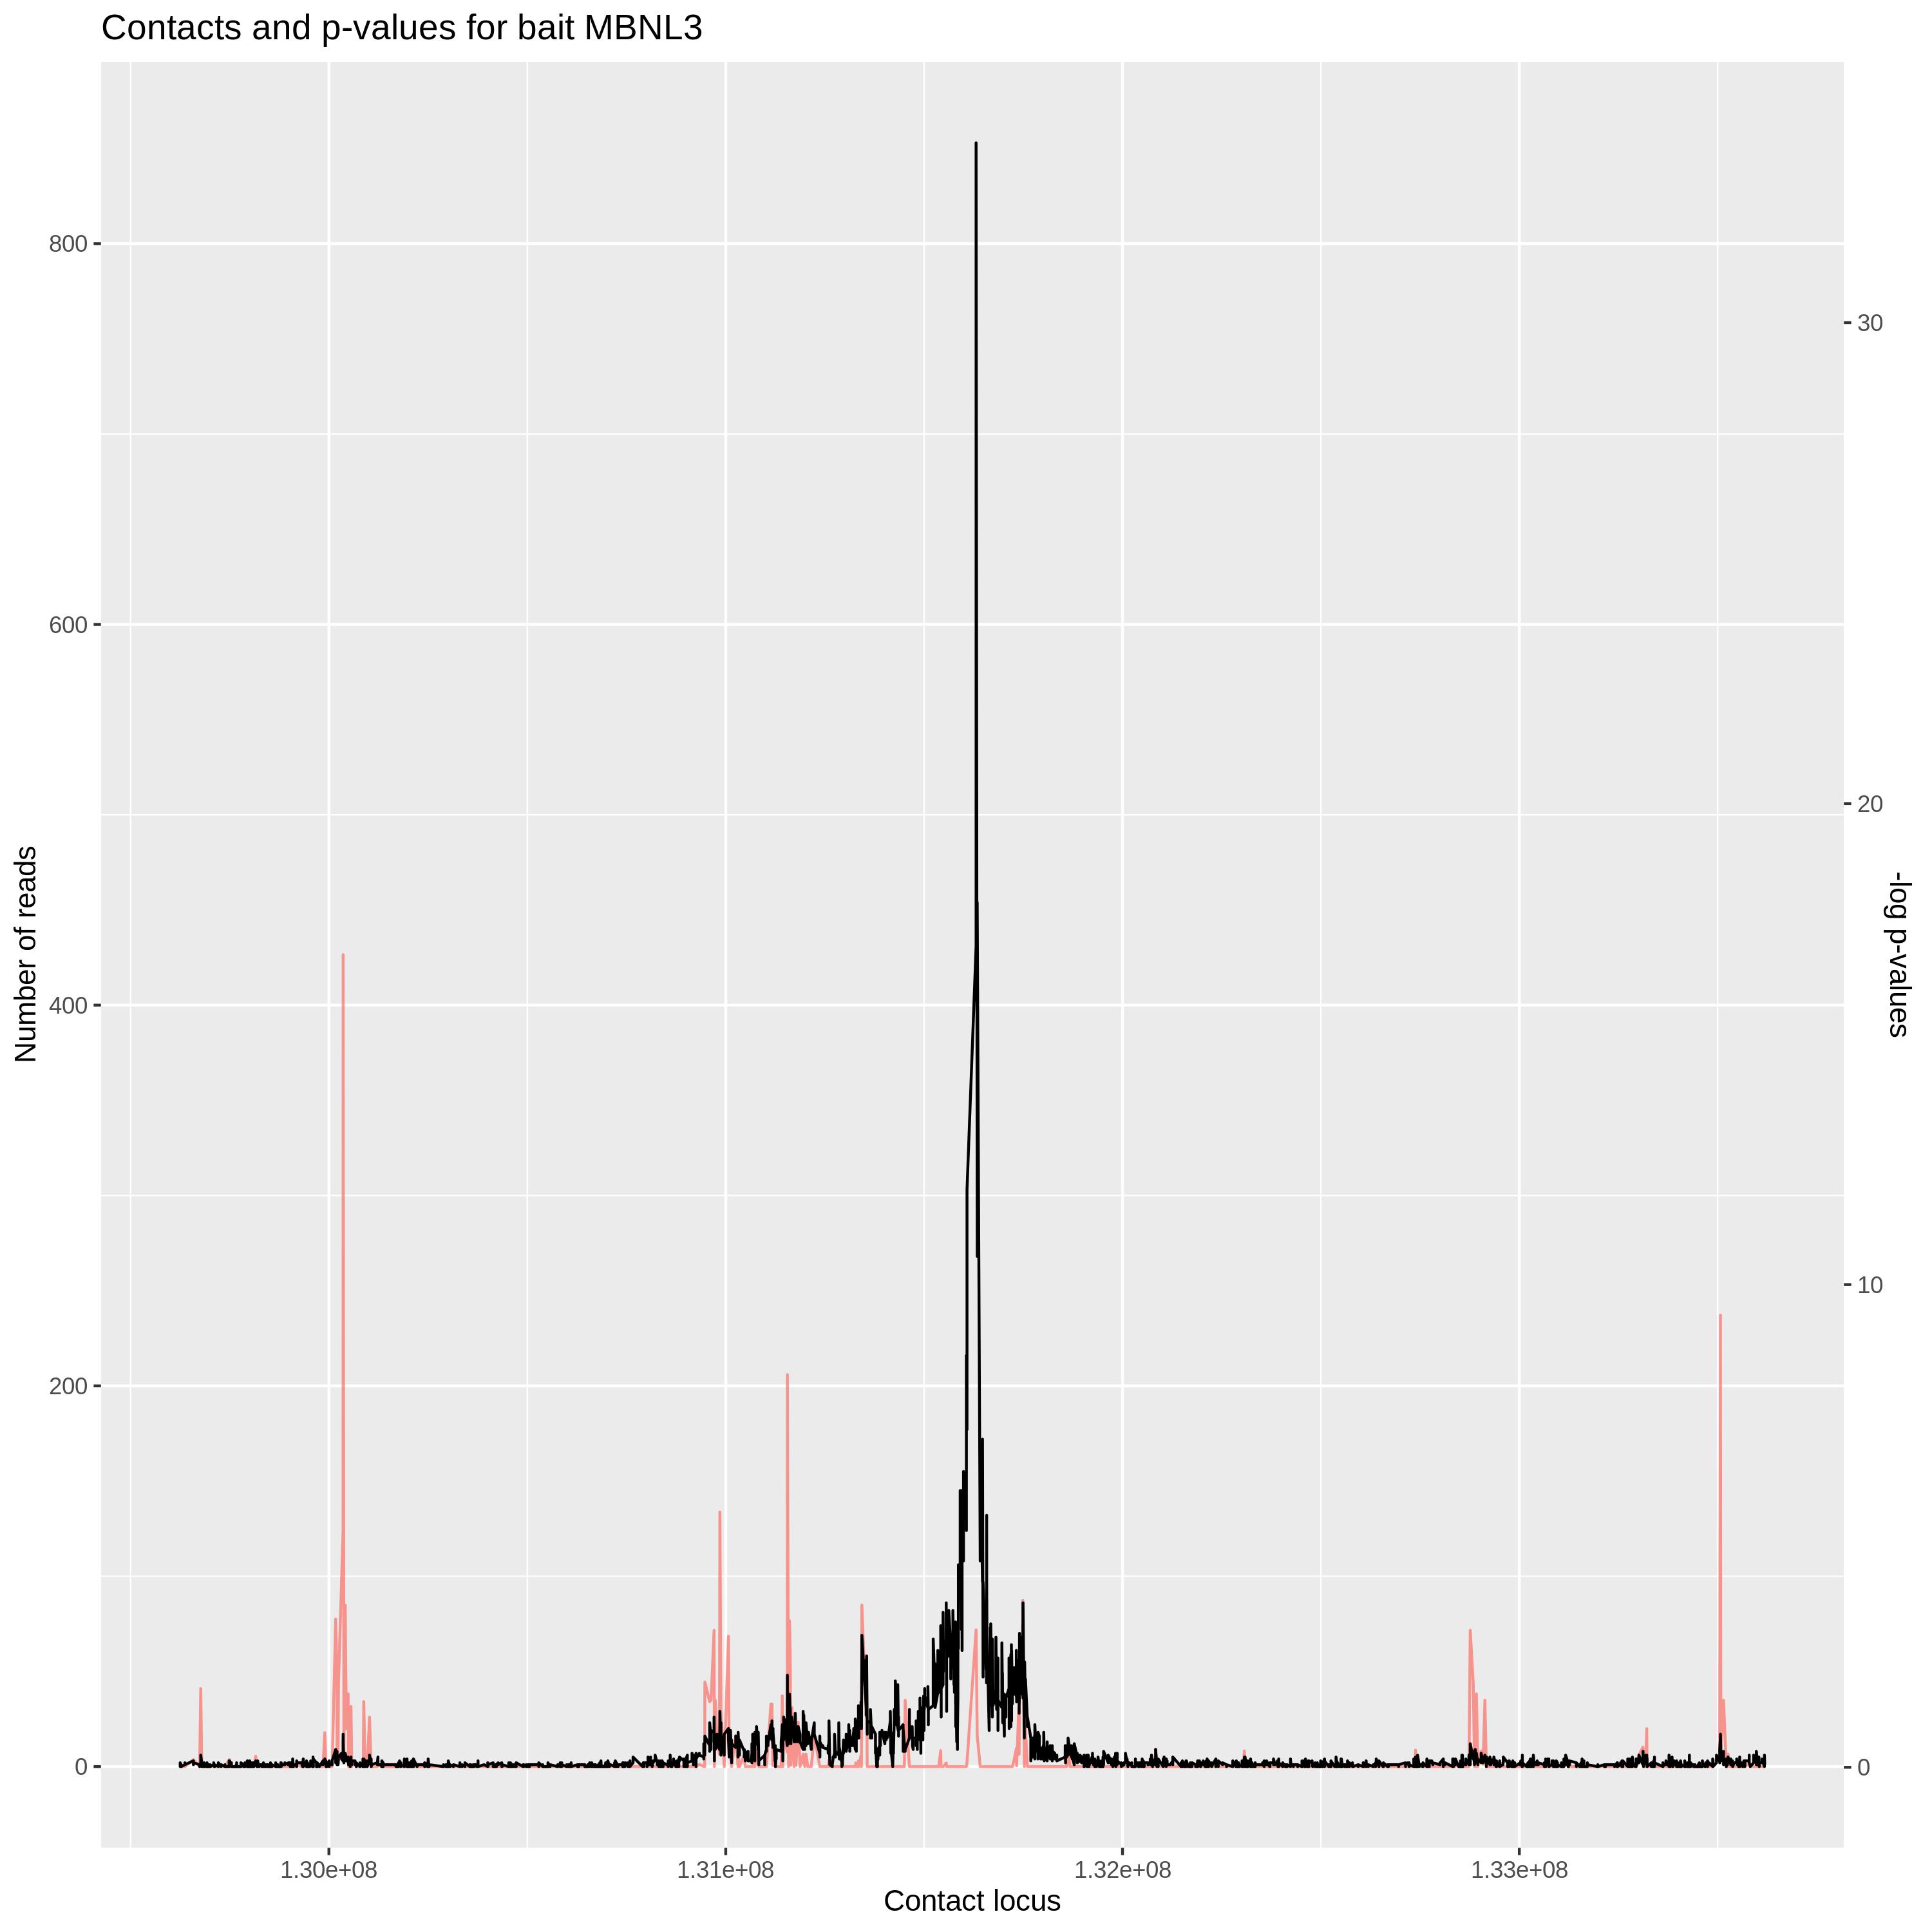 Contacts and p-values for bait MBNL3
Number of reads
800
600
400
200
0
30
20
10
0
-log p-values
1.30e+08
1.31e+08
1.32e+08
1.33e+08
Contact locus